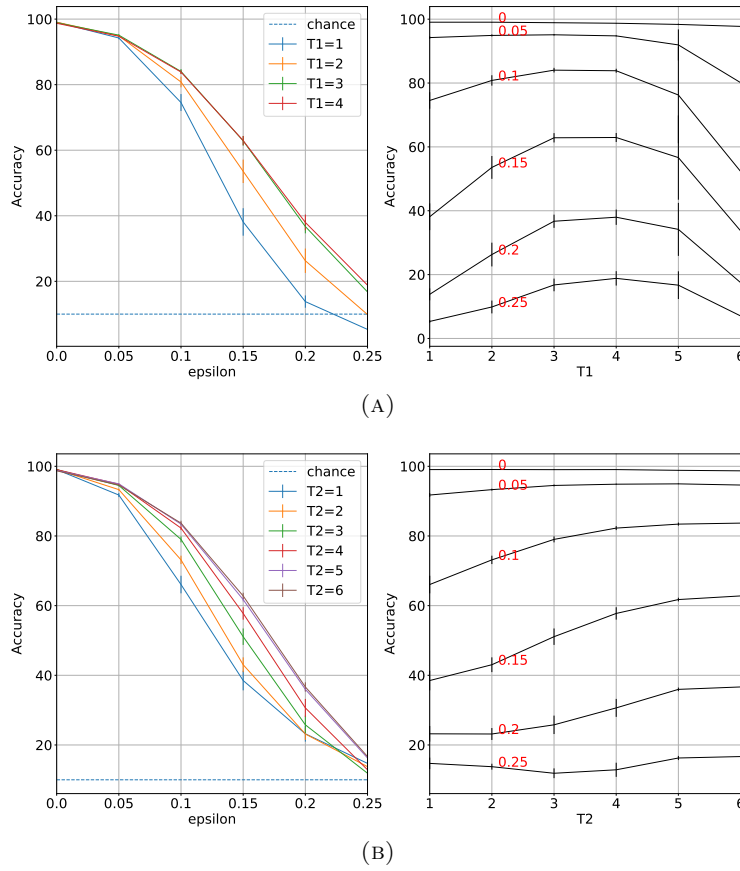 100
80
60
40
20
Accuracy
0.0
0.05
0.1
0.15
0.2
0.25
epsilon
chance
T1=1
T1=2
T1=3
T1=4
100
80
60
40
20
0
Accuracy
0
0.05
0.1
0.15
0.2
0.25
1
2
3
4
5
6
T1
(A)
100
80
60
40
20
Accuracy
0.0
0.05
0.1
0.15
0.2
0.25
epsilon
chance
T2=1
T2=2
T2=3
T2=4
T2=5
T2=6
100
80
60
40
20
Accuracy
0
0.05
0.1
0.15
0.2
0.25
1
2
3
4
5
6
T2
(B)